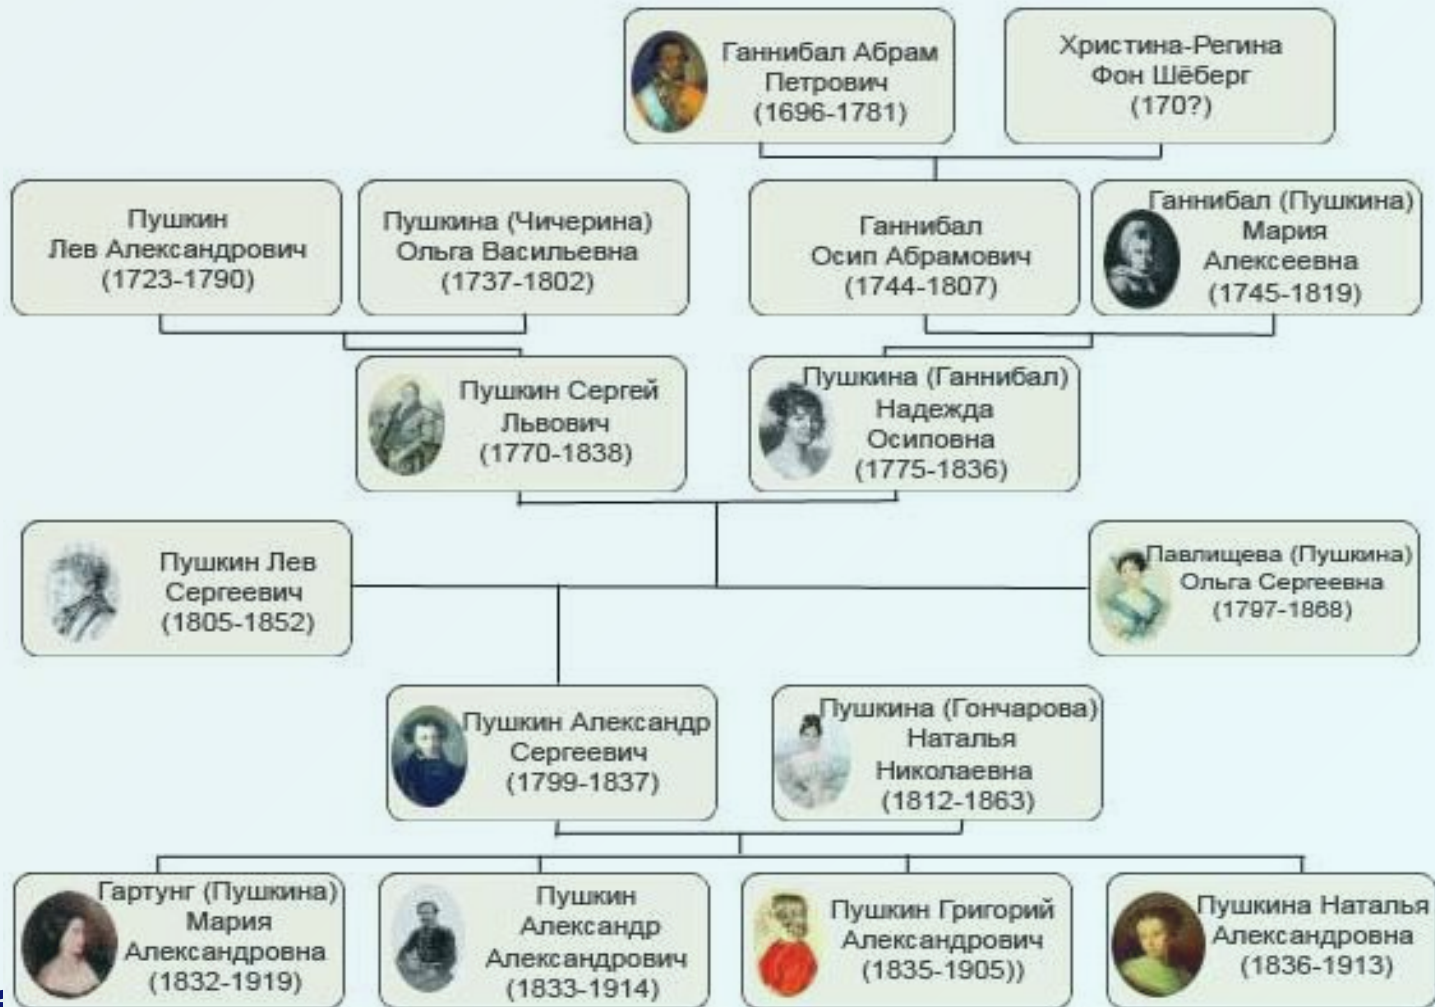 Ганнибал Абрам
Петрович
(1696-1781)
Христина-Регина
Фон Шёберг
(170?)
Пушкин
Лев Александрович
(1723-1790)
Пушкина (Чичерина)
Ольга Васильевна
(1737-1802)
Ганнибал
Осип Абрамович
(1744-1807)
Ганнибал (Пушкина)
Мария
Алексеевна
(1745-1819)
Пушкин Сергей
Львович
(1770-1838)
Пушкина (Ганнибал)
Надежда
Осиповна
(1775-1836)
Пушкин Лев
Сергеевич
(1805-1852)
Павлищева (Пушкина)
Ольга Сергеевна
(1797-1868)
Пушкин Александр
Сергеевич
(1799-1837)
Пушкина (Гончарова)
Наталья
Николаевна
(1812-1863)
Гартунг (Пушкина)
Мария
Александровна
(1832-1919)
Пушкин
Александр
Александрович
(1833-1914)
Пушкин Григорий
Александрович
(1835-1905))
Пушкина Наталья
Александровна
(1836-1913)